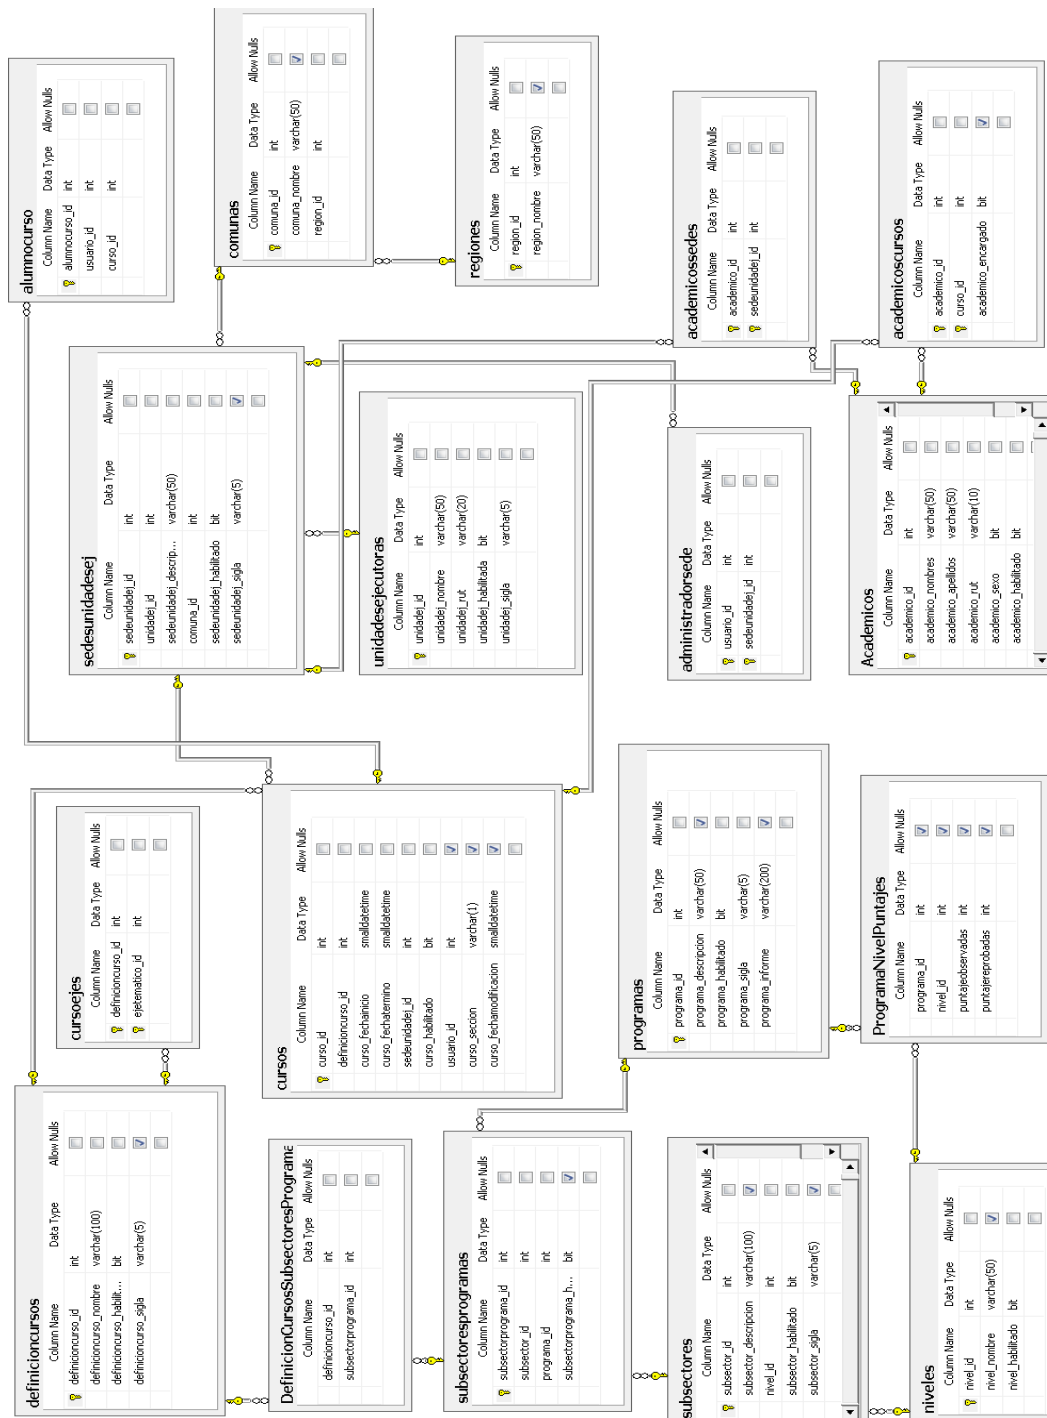 alumnocurso
Column Name Data Type Allow Nulls
alumnocurso_id int
usuario_id int
curso_id int
comunas
Column Name Data Type Allow Nulls
comuna_id int
comuna_nombre varchar(50)
region_id int
regiones
Column Name Data Type Allow Nulls
region_id int
region_nombre varchar(50)
academicossedes
Column Name Data Type Allow Nulls
academico_id int
sedeunidadej_id int
academicoscursos
Column Name Data Type Allow Nulls
academico_id int
curso_id int
academico_encargado bit
sedesunidadesej
Column Name Data Type Allow Nulls
sedeunidadej_id int
unidadej_id int
sedeunidadej_descrip... varchar(50)
comuna_id int
sedeunidadej_habilitado bit
sedeunidadej_sigla varchar(5)
unidadesejecutoras
Column Name Data Type Allow Nulls
unidadej_id int
unidadej_nombre varchar(50)
unidadej_rut varchar(20)
unidadej_habilitada bit
unidadej_sigla varchar(5)
administradorsede
Column Name Data Type Allow Nulls
usuario_id int
sedeunidadej_id int
Academicos
Column Name Data Type Allow Nulls
academico_id int
academico_nombres varchar(50)
academico_apellidos varchar(50)
academico_rut varchar(10)
academico_sexo bit
academico_habilitado bit
cursoejes
Column Name Data Type Allow Nulls
definicioncurso_id int
ejetematico_id int
cursos
Column Name Data Type Allow Nulls
curso_id int
definicioncurso_id int
curso_fechainicio smalldatetime
curso_fechatermino smalldatetime
sedeunidadej_id int
curso_habilitado bit
usuario_id int
curso_seccion varchar(1)
curso_fechamodificacion smalldatetime
programas
Column Name Data Type Allow Nulls
programa_id int
programa_descripcion varchar(50)
programa_habilitado bit
programa_sigla varchar(5)
programa_informe varchar(200)
ProgramaNivelPuntajes
Column Name Data Type Allow Nulls
programa_id int
nivel_id int
puntajeobservadas int
puntajereprobadas int
definicioncursos
Column Name Data Type Allow Nulls
definicioncurso_id int
definicioncurso_nombre varchar(100)
definicioncurso_habilit... bit
definicioncurso_sigla varchar(5)
DefinicionCursosSubsectoresPrograma
Column Name Data Type Allow Nulls
definicioncurso_id int
subsectorprograma_id int
subsectoresprogramas
Column Name Data Type Allow Nulls
subsectorprograma_id int
subsector_id int
programa_id int
subsectorprograma_h... bit
subsectores
Column Name Data Type Allow Nulls
subsector_id int
subsector_descripcion varchar(100)
nivel_id int
subsector_habilitado bit
subsector_sigla varchar(5)
niveles
Column Name Data Type Allow Nulls
nivel_id int
nivel_nombre varchar(50)
nivel_habilitado bit